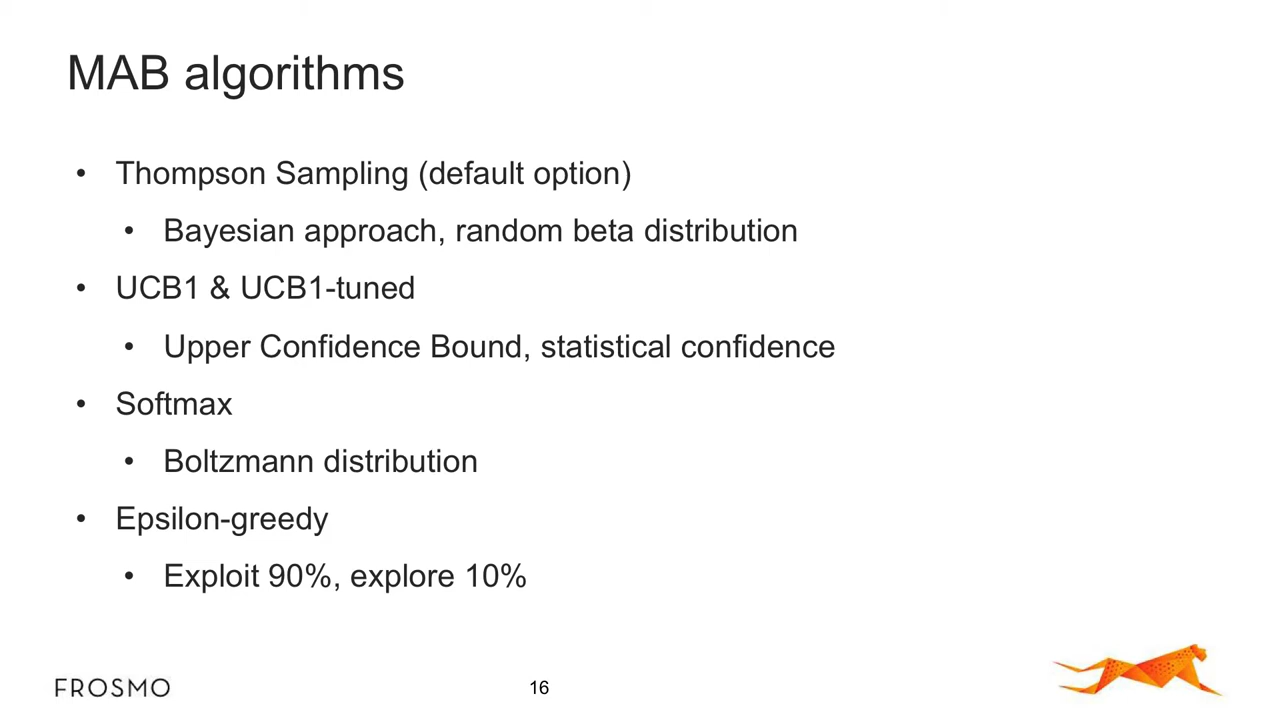 MAB algorithms
• Thompson Sampling (default option)
• Bayesian approach, random beta distribution
• UCB1 & UCB1-tuned
• Upper Confidence Bound, statistical confidence
• Softmax
• Boltzmann distribution
• Epsilon-greedy
• Exploit 90%, explore 10%
FROSMO
16